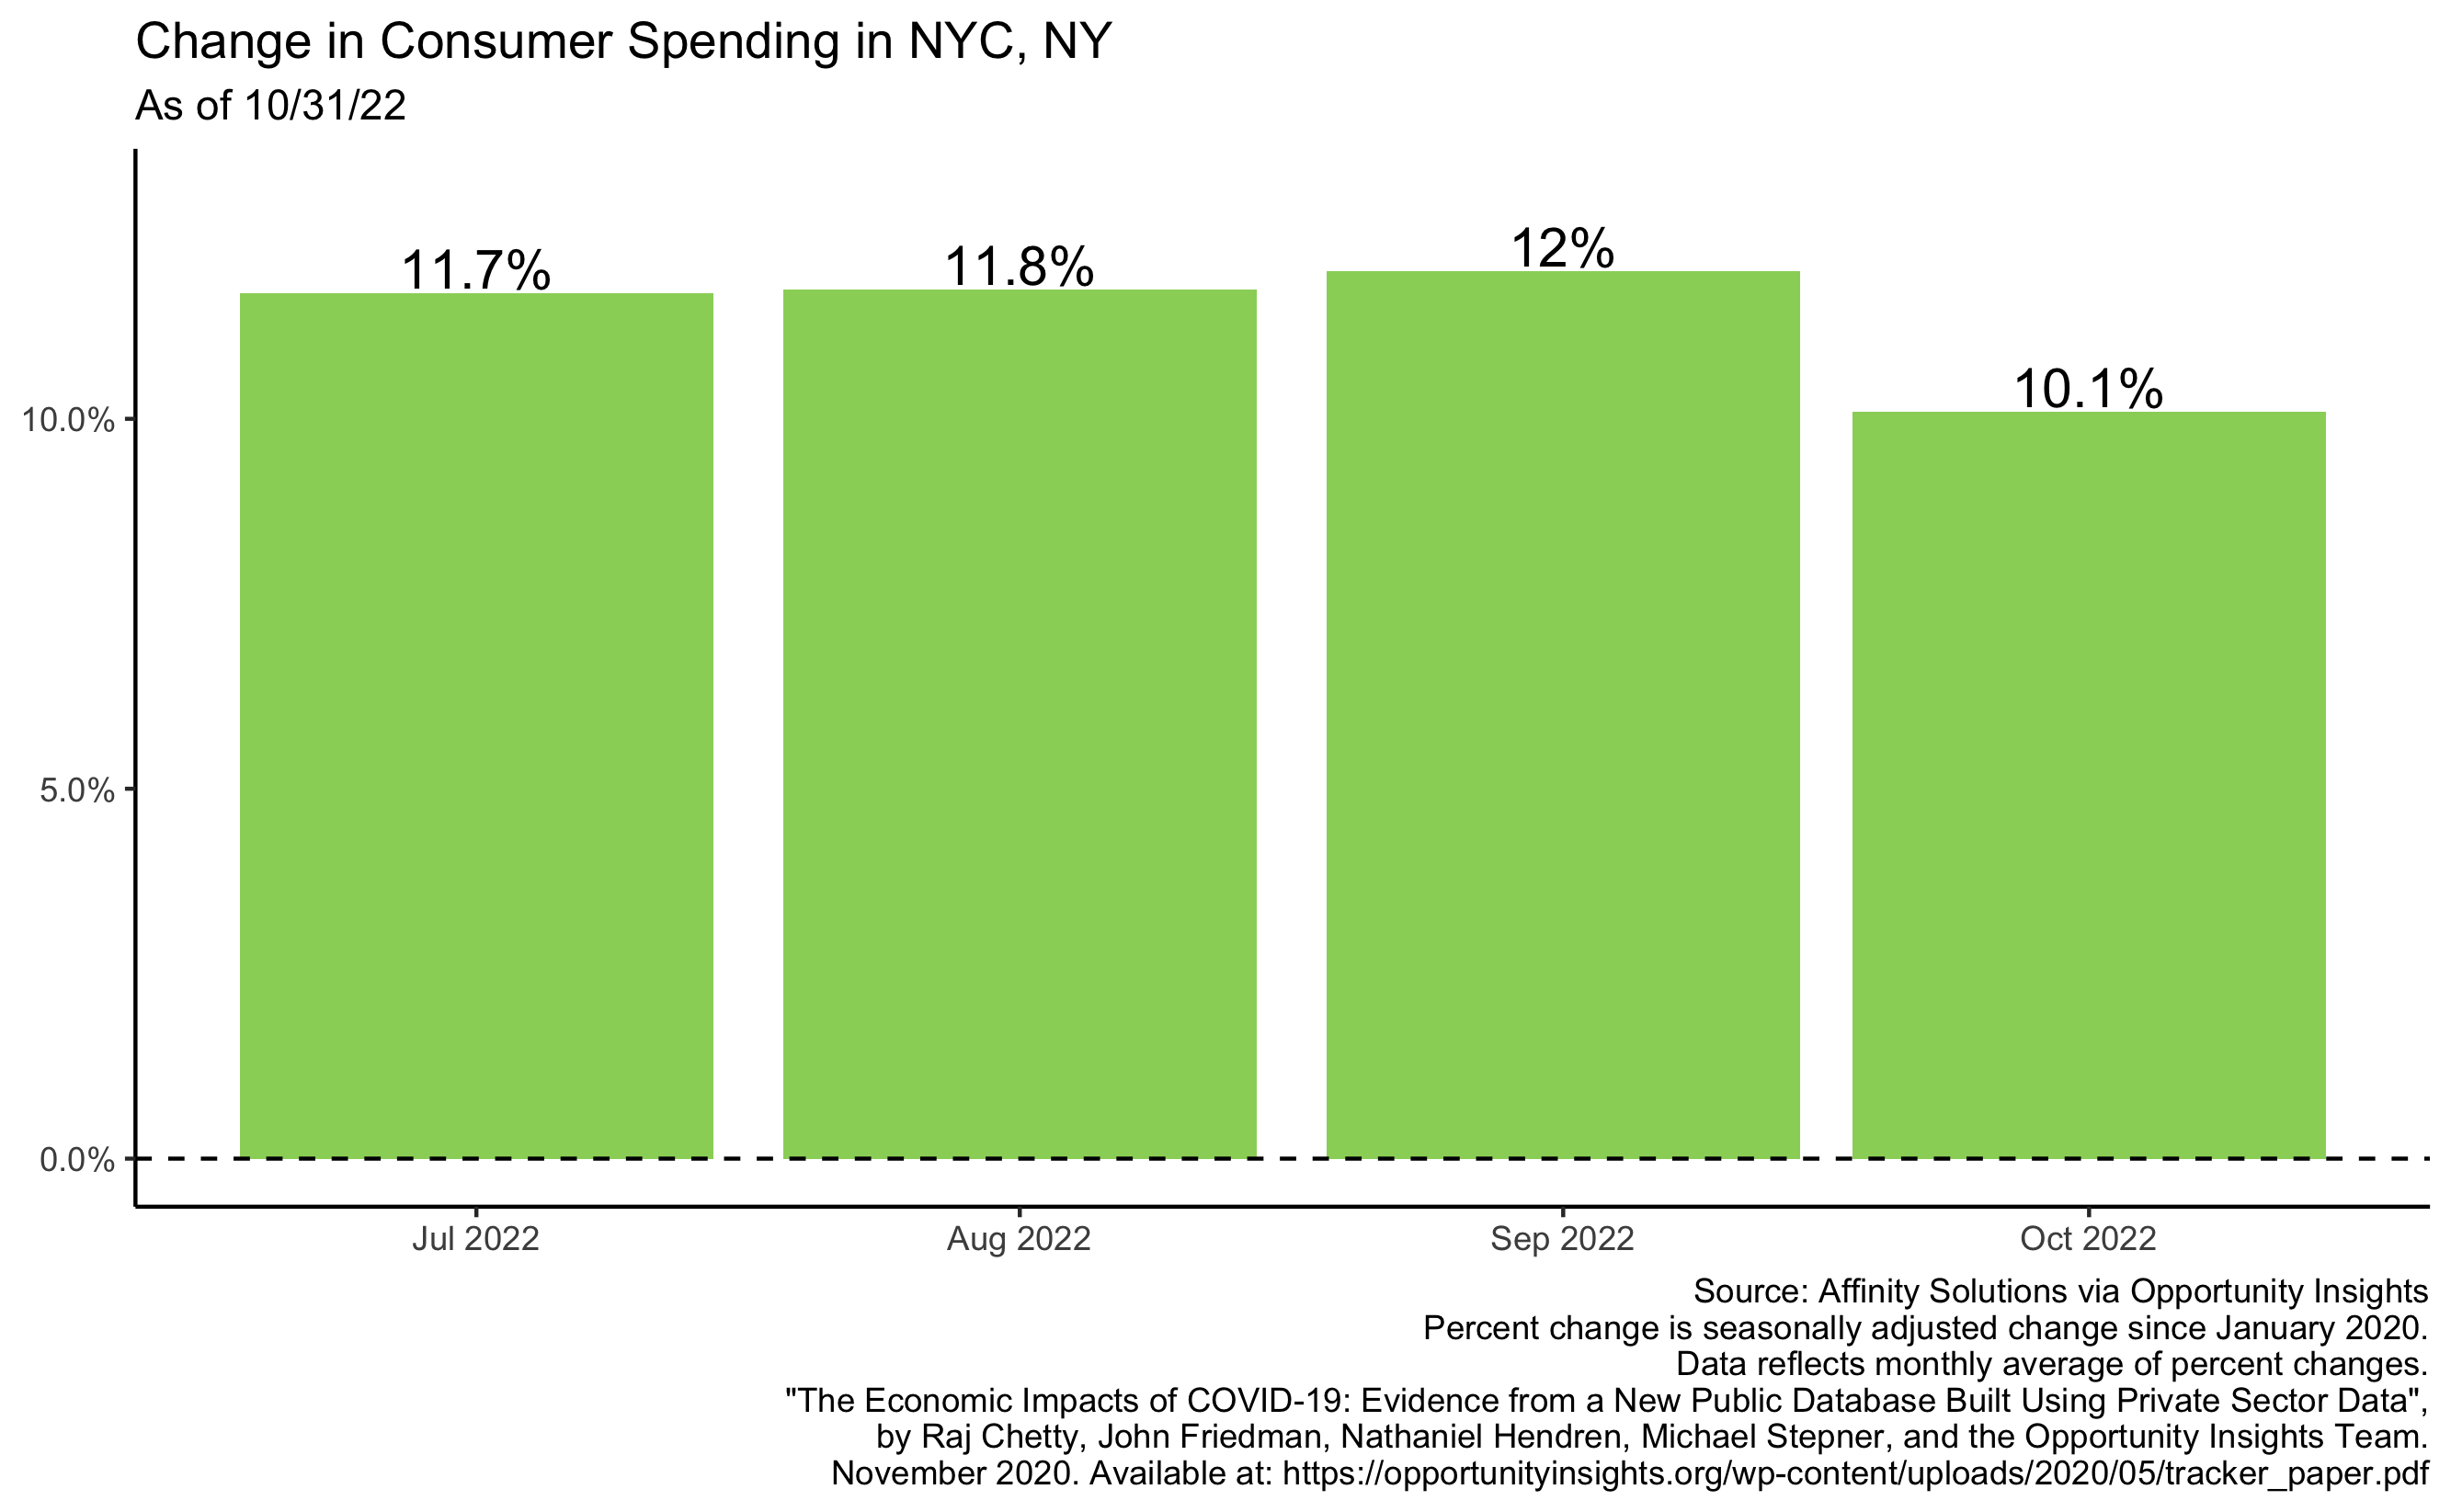 Change in Consumer Spending in NYC, NY
As of 10/31/22
11.7%
11.8%
12%
10.1%
10.0%
5.0%
0.0%
Jul 2022
Aug 2022
Sep 2022
Oct 2022
Source: Affinity Solutions via Opportunity Insights
Percent change is seasonally adjusted change since January 2020.
Data reflects monthly average of percent changes.
"The Economic Impacts of COVID-19: Evidence from a New Public Database Built Using Private Sector Data",
by Raj Chetty, John Friedman, Nathaniel Hendren, Michael Stepner, and the Opportunity Insights Team.
November 2020. Available at: https://opportunityinsights.org/wp-content/uploads/2020/05/tracker_paper.pdf